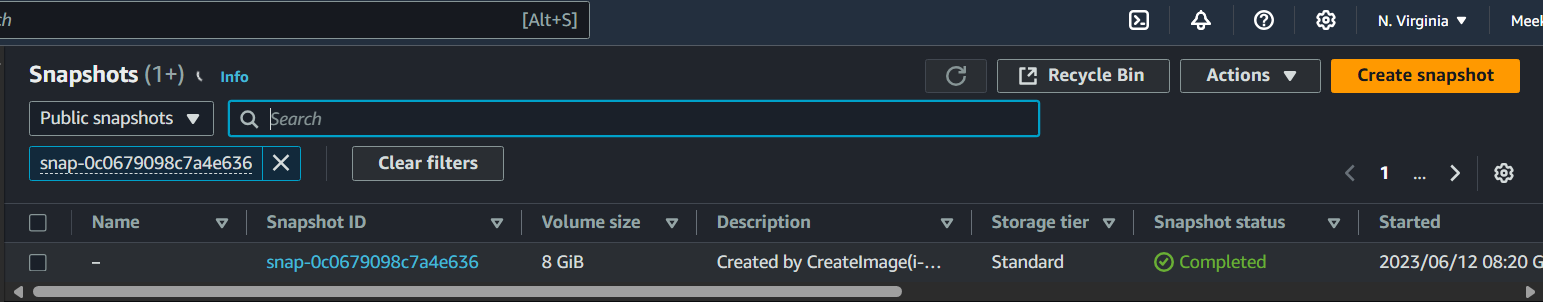 [Alt+S] N. Virginia
Snapshots (1+) Info Recycle Bin Actions Create snapshot
Public snapshots Search
snap-0c0679098c7a4e636 Clear filters 1 ...
Name Snapshot ID Volume size Description Storage tier Snapshot status Started
– snap-0c0679098c7a4e636 8 GiB Created by CreateImage(i-... Standard Completed 2023/06/12 08:20 G